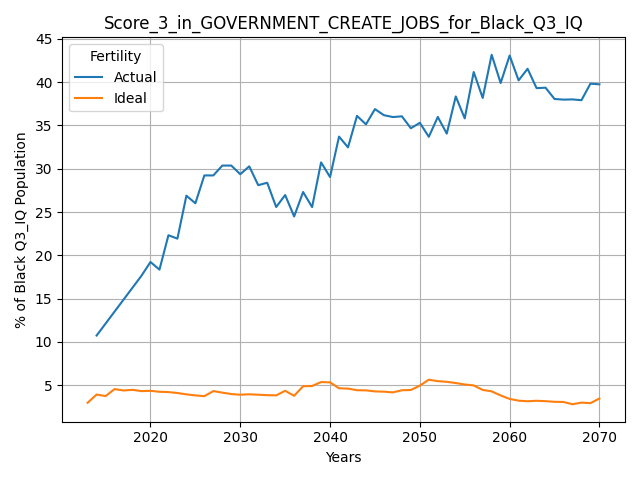 Score_3_in_GOVERNMENT_CREATE_JOBS_for_Black_Q3_IQ
Fertility
Actual
Ideal
% of Black Q3_IQ Population
45
40
35
30
25
20
15
10
5
2020 2030 2040 2050 2060 2070
Years